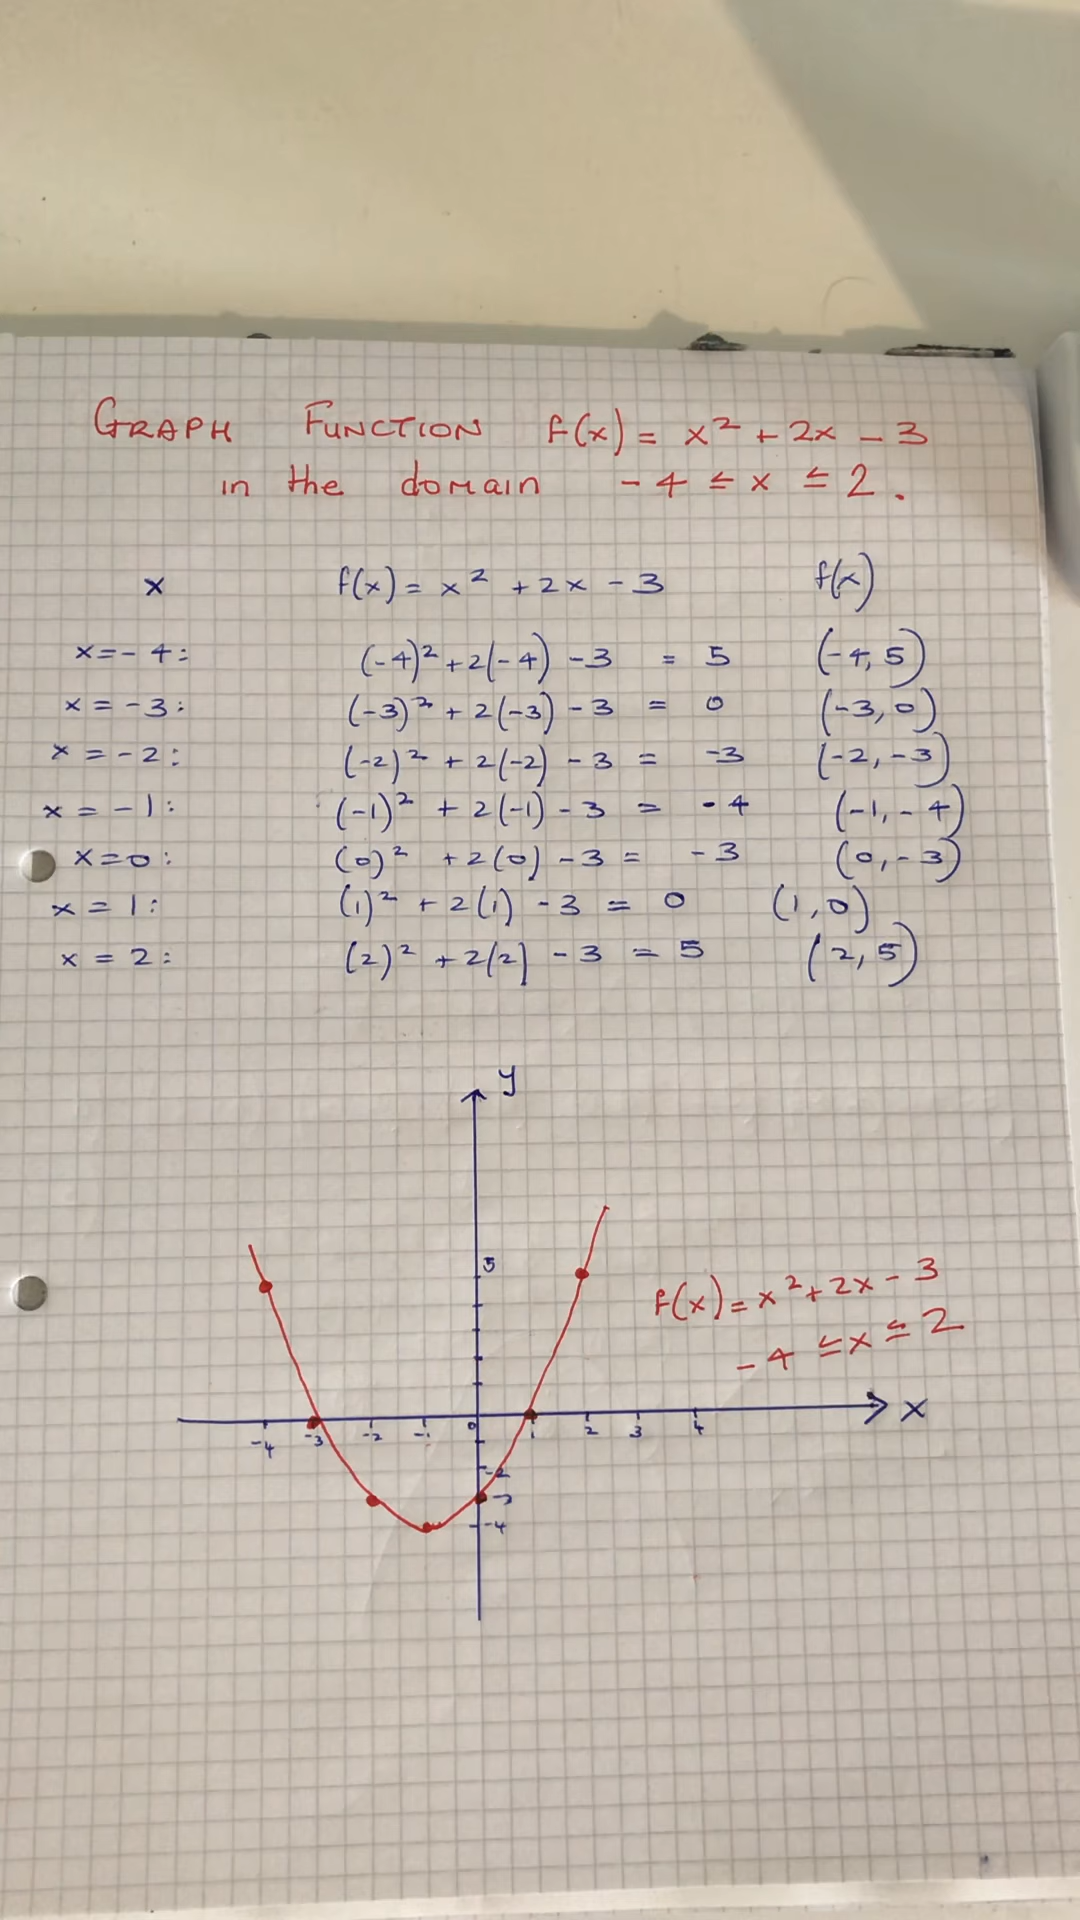 GRAPH FUNCTION f(x) = x² + 2x - 3
in the domain -4 ≤ x ≤ 2.
x f(x) = x² + 2x - 3 f(x)
x = -4: (-4)² + 2(-4) - 3 = 5 (-4, 5)
x = -3: (-3)² + 2(-3) - 3 = 0 (-3, 0)
x = -2: (-2)² + 2(-2) - 3 = -3 (-2, -3)
x = -1: (-1)² + 2(-1) - 3 = -4 (-1, -4)
x = 0: (0)² + 2(0) - 3 = -3 (0, -3)
x = 1: (1)² + 2(1) - 3 = 0 (1, 0)
x = 2: (2)² + 2(2) - 3 = 5 (2, 5)
y
5
f(x) = x² + 2x - 3
-4 ≤ x ≤ 2
x
-4 -3 -2 -1 0 1 2 3 4
-2
-3
-4